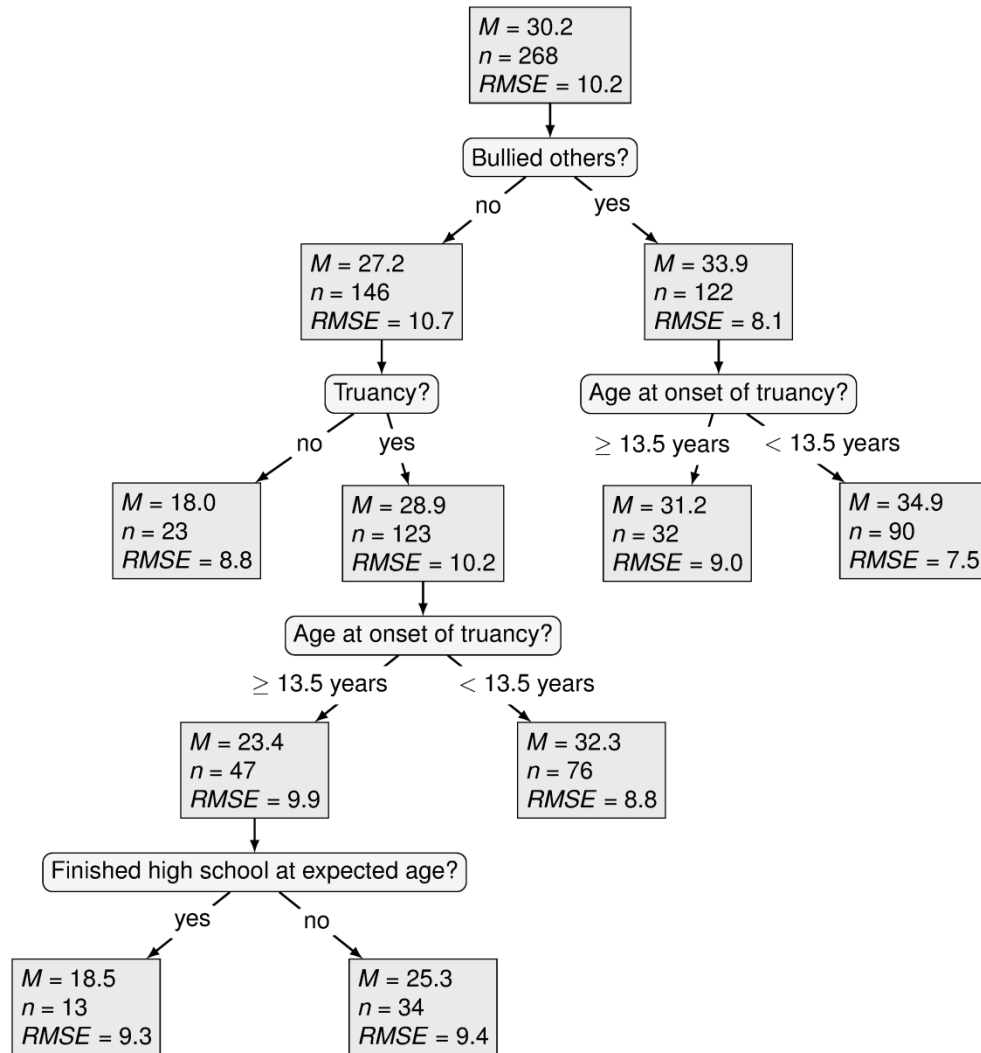 M = 30.2
n = 268
RMSE = 10.2
Bullied others?
no
yes
M = 27.2
n = 146
RMSE = 10.7
M = 33.9
n = 122
RMSE = 8.1
Truancy?
Age at onset of truancy?
no
yes
≥ 13.5 years
< 13.5 years
M = 18.0
n = 23
RMSE = 8.8
M = 28.9
n = 123
RMSE = 10.2
M = 31.2
n = 32
RMSE = 9.0
M = 34.9
n = 90
RMSE = 7.5
Age at onset of truancy?
≥ 13.5 years
< 13.5 years
M = 23.4
n = 47
RMSE = 9.9
M = 32.3
n = 76
RMSE = 8.8
Finished high school at expected age?
yes
no
M = 18.5
n = 13
RMSE = 9.3
M = 25.3
n = 34
RMSE = 9.4